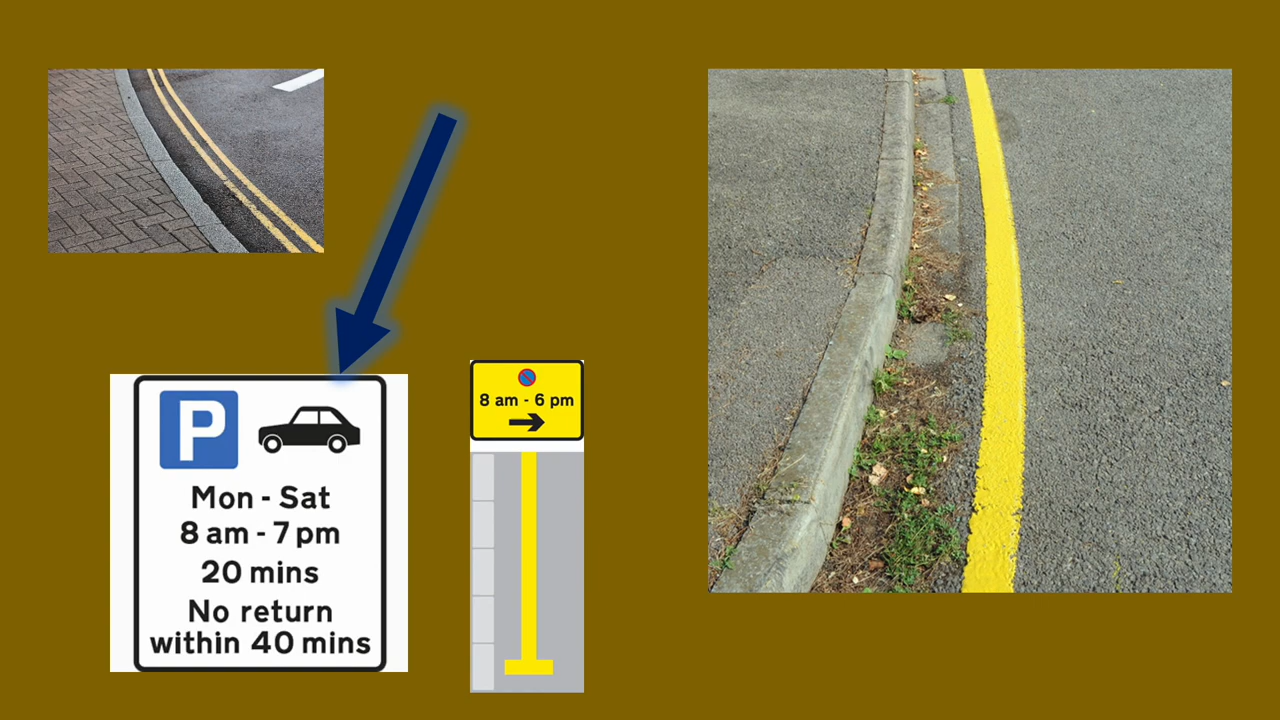 P
Mon - Sat
8 am - 7 pm
20 mins
No return
within 40 mins
8 am - 6 pm